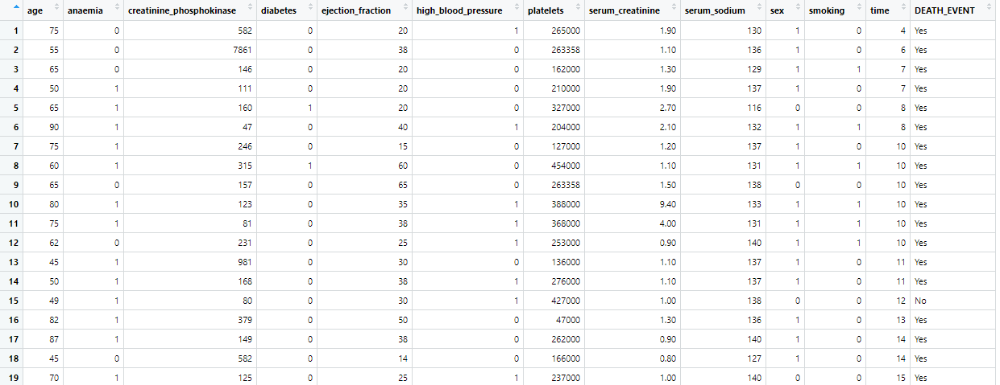 age anaemia creatinine_phosphokinase diabetes ejection_fraction high_blood_pressure platelets serum_creatinine serum_sodium sex smoking time DEATH_EVENT
1 75 0 582 0 20 1 265000 1.90 130 1 0 4 Yes
2 55 0 7861 0 38 0 263358 1.10 136 1 0 6 Yes
3 65 0 146 0 20 0 162000 1.30 129 1 1 7 Yes
4 50 1 111 0 20 0 210000 1.90 137 1 0 7 Yes
5 65 1 160 1 20 0 327000 2.70 116 0 0 8 Yes
6 90 1 47 0 40 1 204000 2.10 132 1 1 8 Yes
7 75 1 246 0 15 0 127000 1.20 137 1 0 10 Yes
8 60 1 315 1 60 0 454000 1.10 131 1 1 10 Yes
9 65 0 157 0 65 0 263358 1.50 138 0 0 10 Yes
10 80 1 123 0 35 1 388000 9.40 133 1 1 10 Yes
11 75 1 81 0 38 1 368000 4.00 131 1 1 10 Yes
12 62 0 231 0 25 1 253000 0.90 140 1 1 10 Yes
13 45 1 981 0 30 0 136000 1.10 137 1 0 11 Yes
14 50 1 168 0 38 1 276000 1.10 137 1 0 11 Yes
15 49 1 80 0 30 1 427000 1.00 138 0 0 12 No
16 82 1 379 0 50 0 47000 1.30 136 1 0 13 Yes
17 87 1 149 0 38 0 262000 0.90 140 1 0 14 Yes
18 45 0 582 0 14 0 166000 0.80 127 1 0 14 Yes
19 70 1 125 0 25 1 237000 1.00 140 0 0 15 Yes